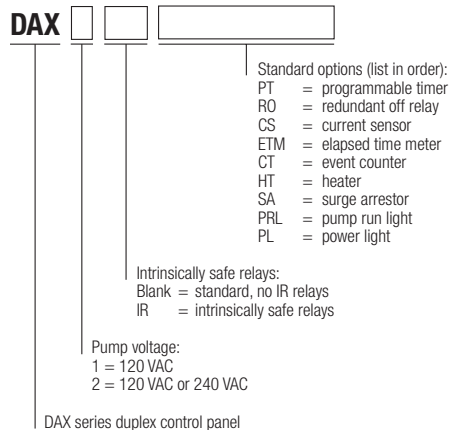 DAX
Standard options (list in order):
PT = programmable timer
RO = redundant off relay
CS = current sensor
ETM = elapsed time meter
CT = event counter
HT = heater
SA = surge arrestor
PRL = pump run light
PL = power light
Intrinsically safe relays:
Blank = standard, no IR relays
IR = intrinsically safe relays
Pump voltage:
1 = 120 VAC
2 = 120 VAC or 240 VAC
DAX series duplex control panel